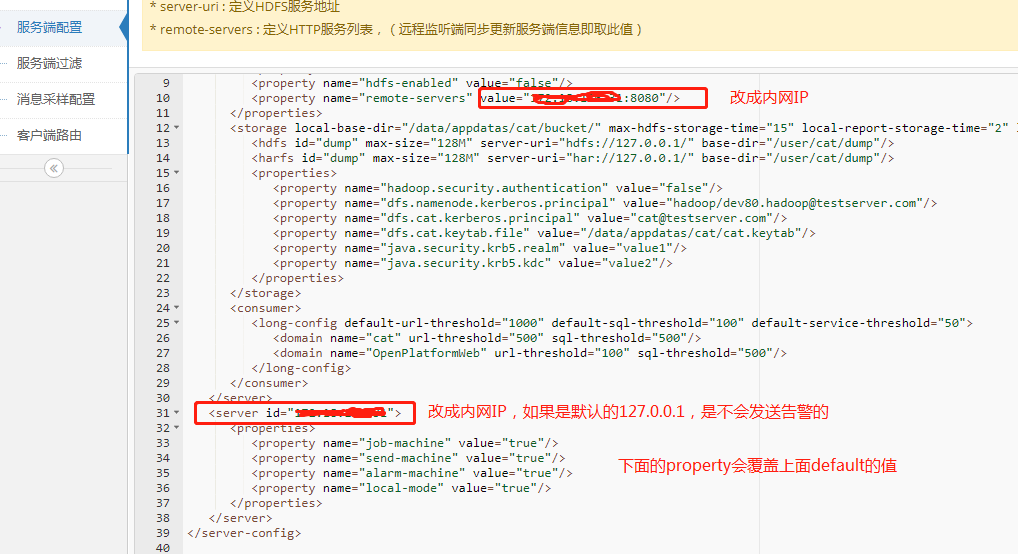 * server-uri : 定义HDFS服务地址
服务端配置
* remote-servers : 定义HTTP服务列表，（远程监听端同步更新服务端信息即取此值）
服务端过滤
消息采样配置
客户端路由
9 <property name="hdfs-enabled" value="false"/>
10 <property name="remote-servers" value=" :8080"/> 改成内网IP
11 </properties>
12 <storage local-base-dir="/data/appdatas/cat/bucket/" max-hdfs-storage-time="15" local-report-storage-time="2"
13 <hdfs id="dump" max-size="128M" server-uri="hdfs://127.0.0.1/" base-dir="/user/cat/dump"/>
14 <harfs id="dump" max-size="128M" server-uri="har://127.0.0.1/" base-dir="/user/cat/dump"/>
15 <properties>
16 <property name="hadoop.security.authentication" value="false"/>
17 <property name="dfs.namenode.kerberos.principal" value="hadoop/dev80.hadoop@testserver.com"/>
18 <property name="dfs.cat.kerberos.principal" value="cat@testserver.com"/>
19 <property name="dfs.cat.keytab.file" value="/data/appdatas/cat/cat.keytab"/>
20 <property name="java.security.krb5.realm" value="value1"/>
21 <property name="java.security.krb5.kdc" value="value2"/>
22 </properties>
23 </storage>
24 <consumer>
25 <long-config default-url-threshold="1000" default-sql-threshold="100" default-service-threshold="50">
26 <domain name="cat" url-threshold="500" sql-threshold="500"/>
27 <domain name="OpenPlatformWeb" url-threshold="100" sql-threshold="500"/>
28 </long-config>
29 </consumer>
30 </server>
31 <server id=" "> 改成内网IP，如果是默认的127.0.0.1，是不会发送告警的
32 <properties>
33 <property name="job-machine" value="true"/>
34 <property name="send-machine" value="true"/> 下面的property会覆盖上面default的值
35 <property name="alarm-machine" value="true"/>
36 <property name="local-mode" value="true"/>
37 </properties>
38 </server>
39 </server-config>
40